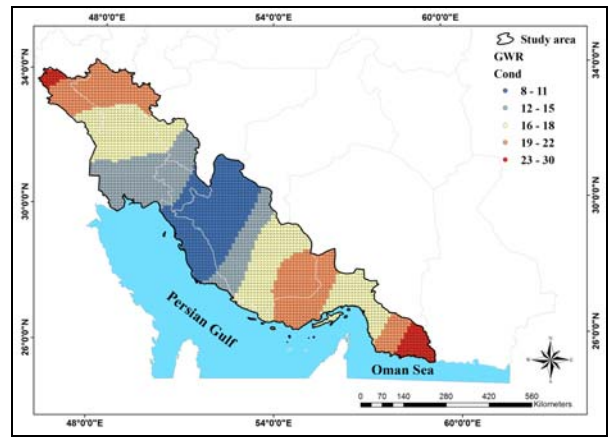 48°0'0"E 54°0'0"E 60°0'0"E
Study area
GWR
Cond
8 - 11
12 - 15
16 - 18
19 - 22
23 - 30
34°0'0"N
34°0'0"N
30°0'0"N
30°0'0"N
26°0'0"N
Persian Gulf
Oman Sea
0 70 140 280 420 560
Kilometers
48°0'0"E 54°0'0"E 60°0'0"E